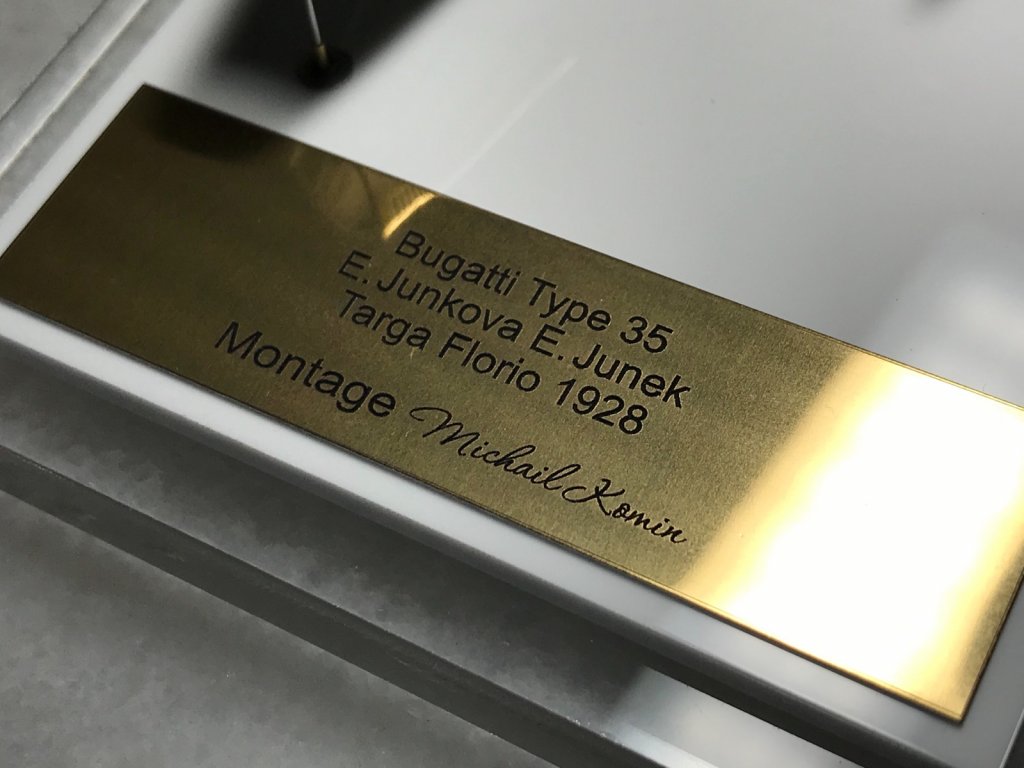 Bugatti Type 35
E. Junkova E. Junek
Targa Florio 1928
Montage Michail Komin